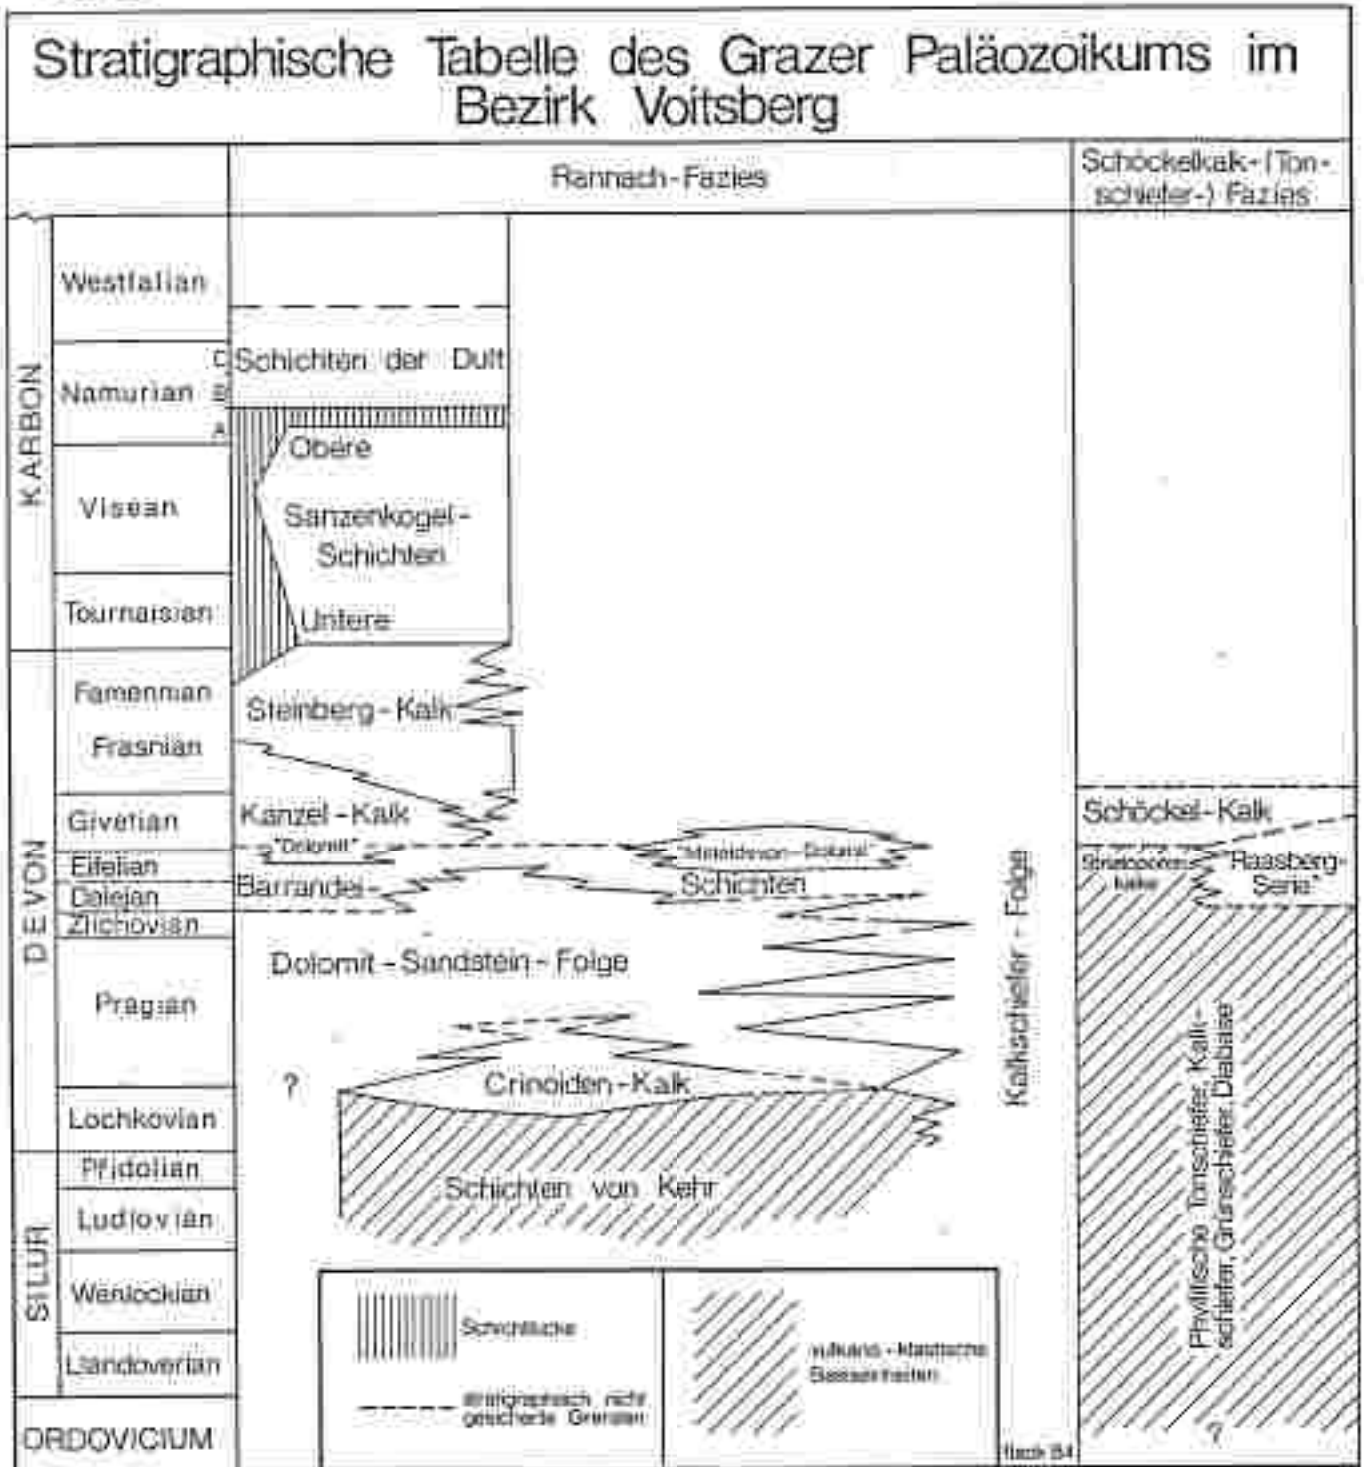 Stratigraphische Tabelle des Grazer Paläozoikums im
Bezirk Voitsberg
Rannach-Fazies
Schöckelkalk-(Ton-
schiefer-) Fazies
KARBON
Westfalian
Namurian
C
B
A
Visean
Tournaisian
DEVON
Famennian
Frasnian
Givetian
Eifelian
Dalejan
Zlichovian
Pragian
Lochkovian
SILUR
Přidolian
Ludlovian
Wenlockian
Llandoverian
ORDOVICIUM
Schichten der Dult
Obere
Sanzenkogel-
Schichten
Untere
Steinberg-Kalk
Kanzel-Kalk
"Dolomit"
Barrandei-
"Mitteldevon-Dolomit"
Schichten
Dolomit-Sandstein-Folge
?
Crinoiden-Kalk
Schichten von Kehr
Kalkschiefer-Folge
Schöckel-Kalk
"Raasberg-
Serie"
kalke
Phyllitische Tonschiefer, Kalk-
schiefer, Grünschiefer, Diabase
?
Schichtlücke
stratigraphisch nicht
gesicherte Grenzen
vulkano-klastische